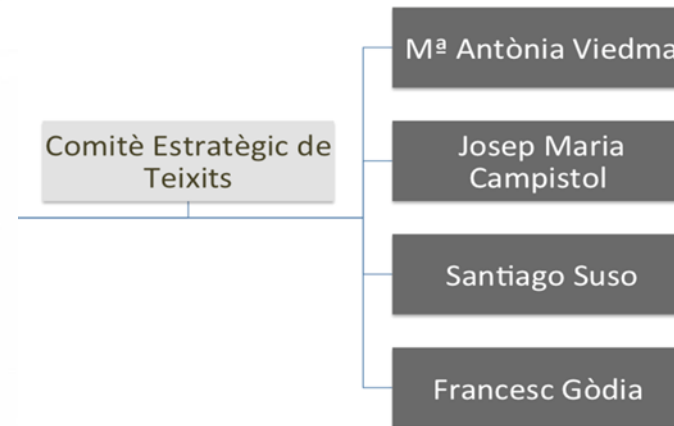 Mª Antònia Viedma
Comitè Estratègic de
Teixits
Josep Maria
Campistol
Santiago Suso
Francesc Gòdia